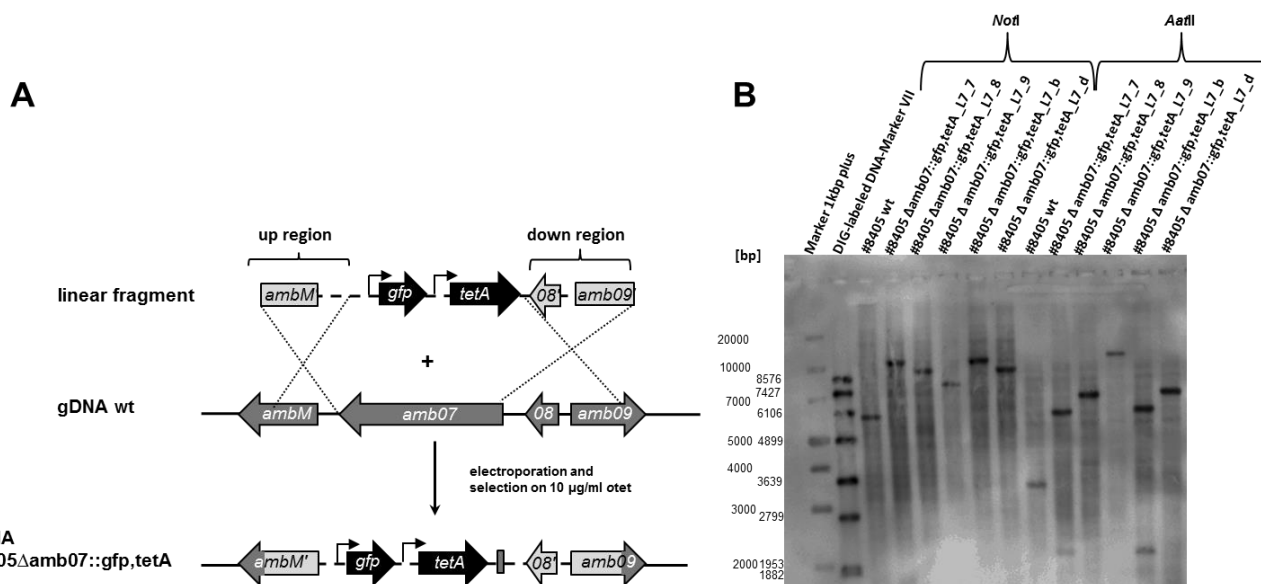 A
up region
down region
linear fragment
ambM
gfp
tetA
08'
amb09
+
gDNA wt
ambM
amb07
08
amb09
electroporation and
selection on 10 µg/ml otet
05Δamb07::gfp,tetA
ambM'
gfp
tetA
08'
amb09
B
NotI
AatII
Marker 1kbp plus
DIG-labeled DNA-Marker VII
#8405 wt
#8405 Δamb07::gfp,tetA_L7_7
#8405 Δamb07::gfp,tetA_L7_8
#8405 Δ amb07::gfp,tetA_L7_9
#8405 Δ amb07::gfp,tetA_L7_b
#8405 Δ amb07::gfp,tetA_L7_d
#8405 wt
#8405 Δ amb07::gfp,tetA_L7_7
#8405 Δ amb07::gfp,tetA_L7_8
#8405 Δ amb07::gfp,tetA_L7_9
#8405 Δ amb07::gfp,tetA_L7_b
#8405 Δ amb07::gfp,tetA_L7_d
[bp]
20000
10000
8576
7427
7000
6106
5000
4899
4000
3639
3000
2799
2000
1953
1882